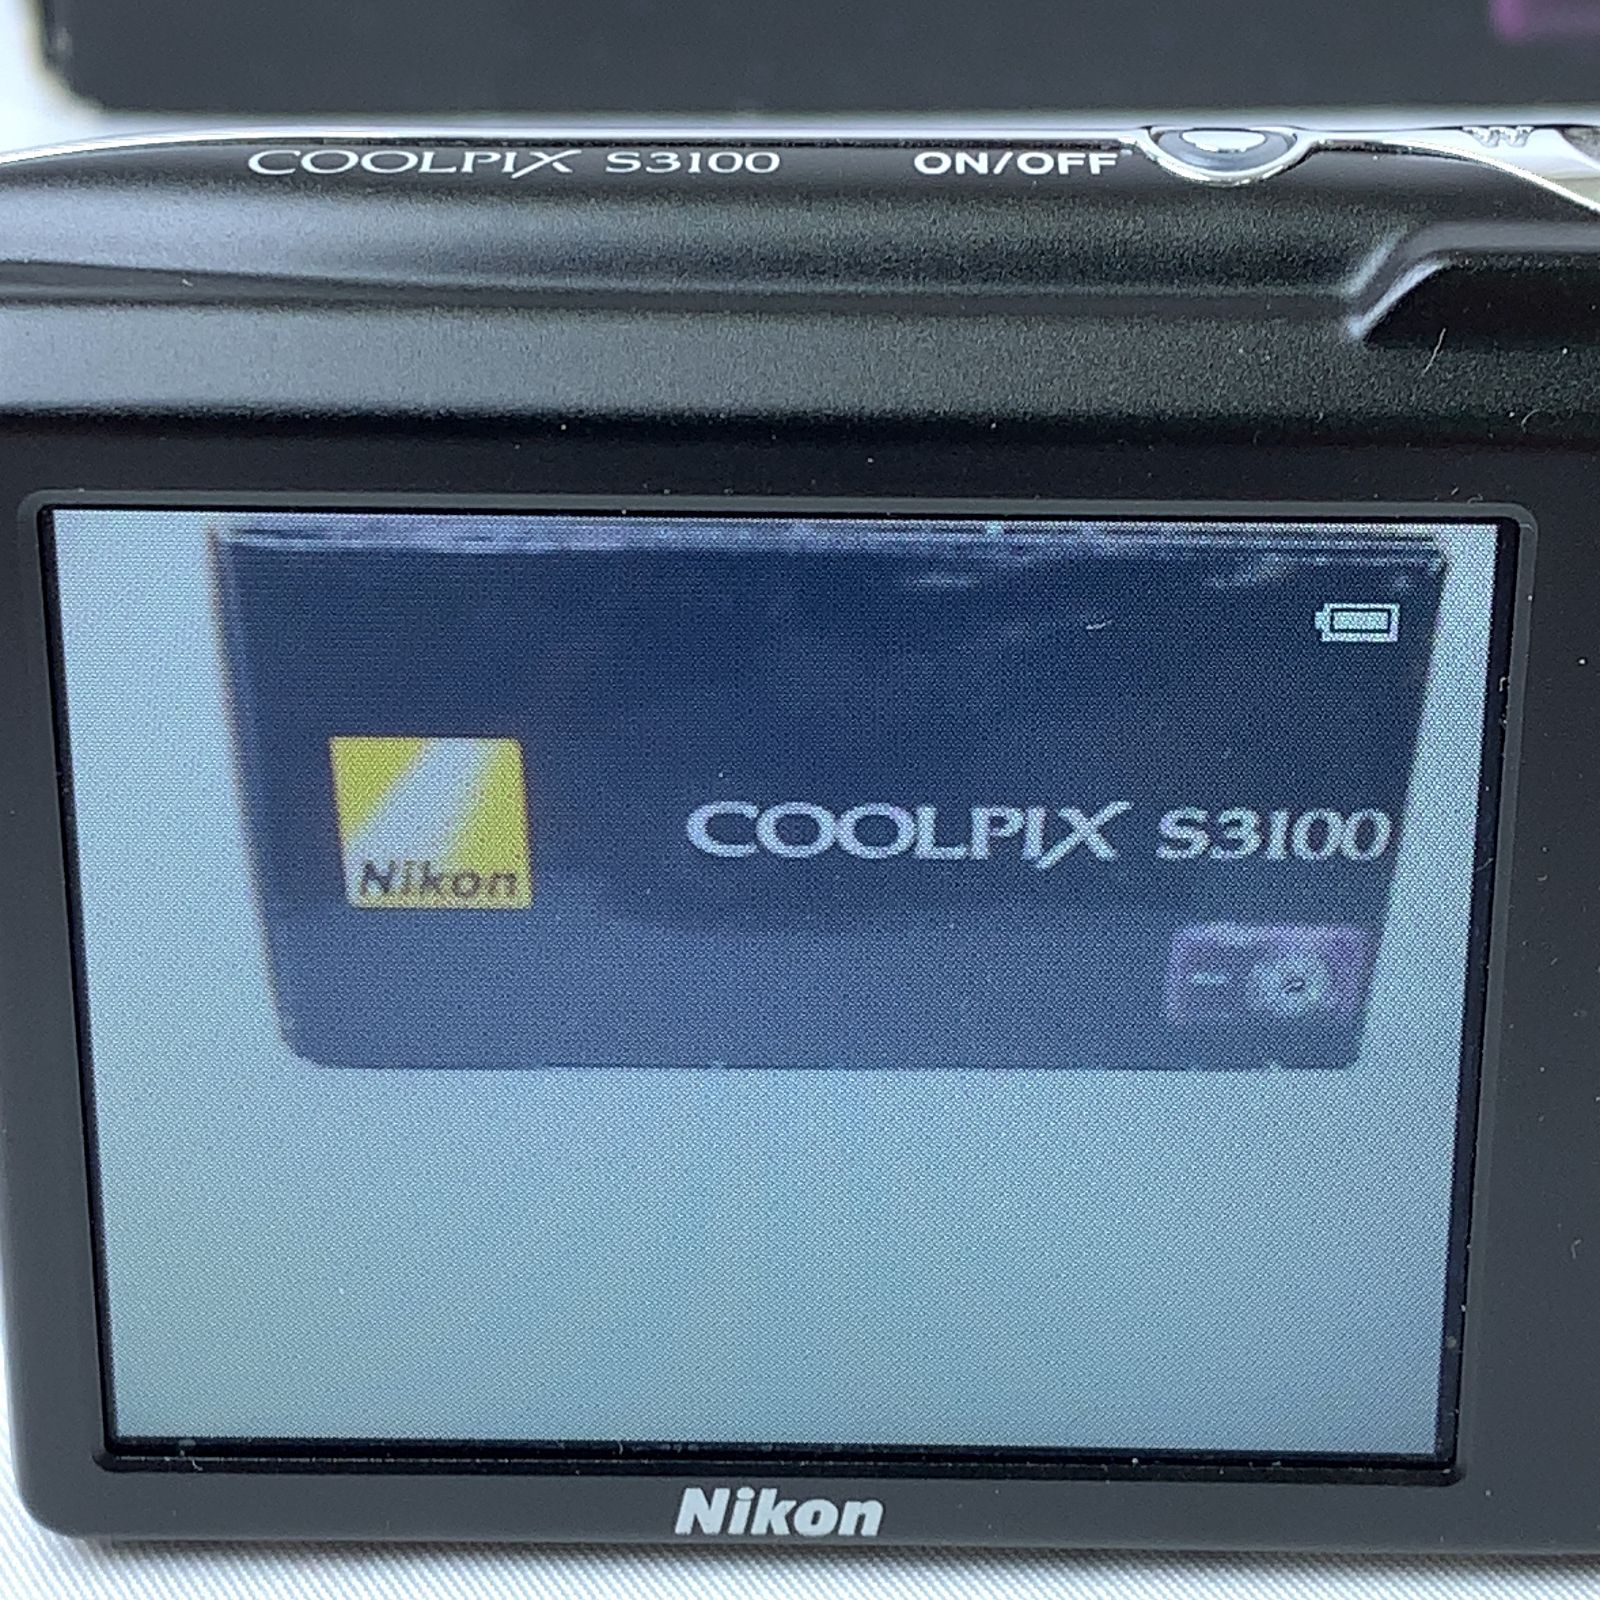 COOLPIX S3100 ON/OFF W
Nikon COOLPIX S3100
Nikon